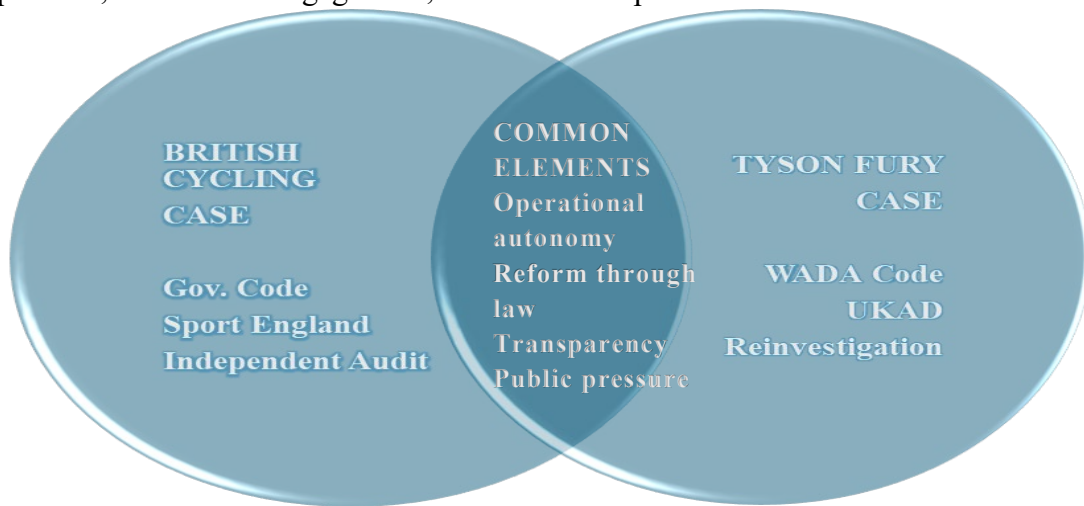 BRITISH
CYCLING
CASE
Gov. Code
Sport England
Independent Audit
COMMON
ELEMENTS
Operational
autonomy
Reform through
law
Transparency
Public pressure
TYSON FURY
CASE
WADA Code
UKAD
Reinvestigation